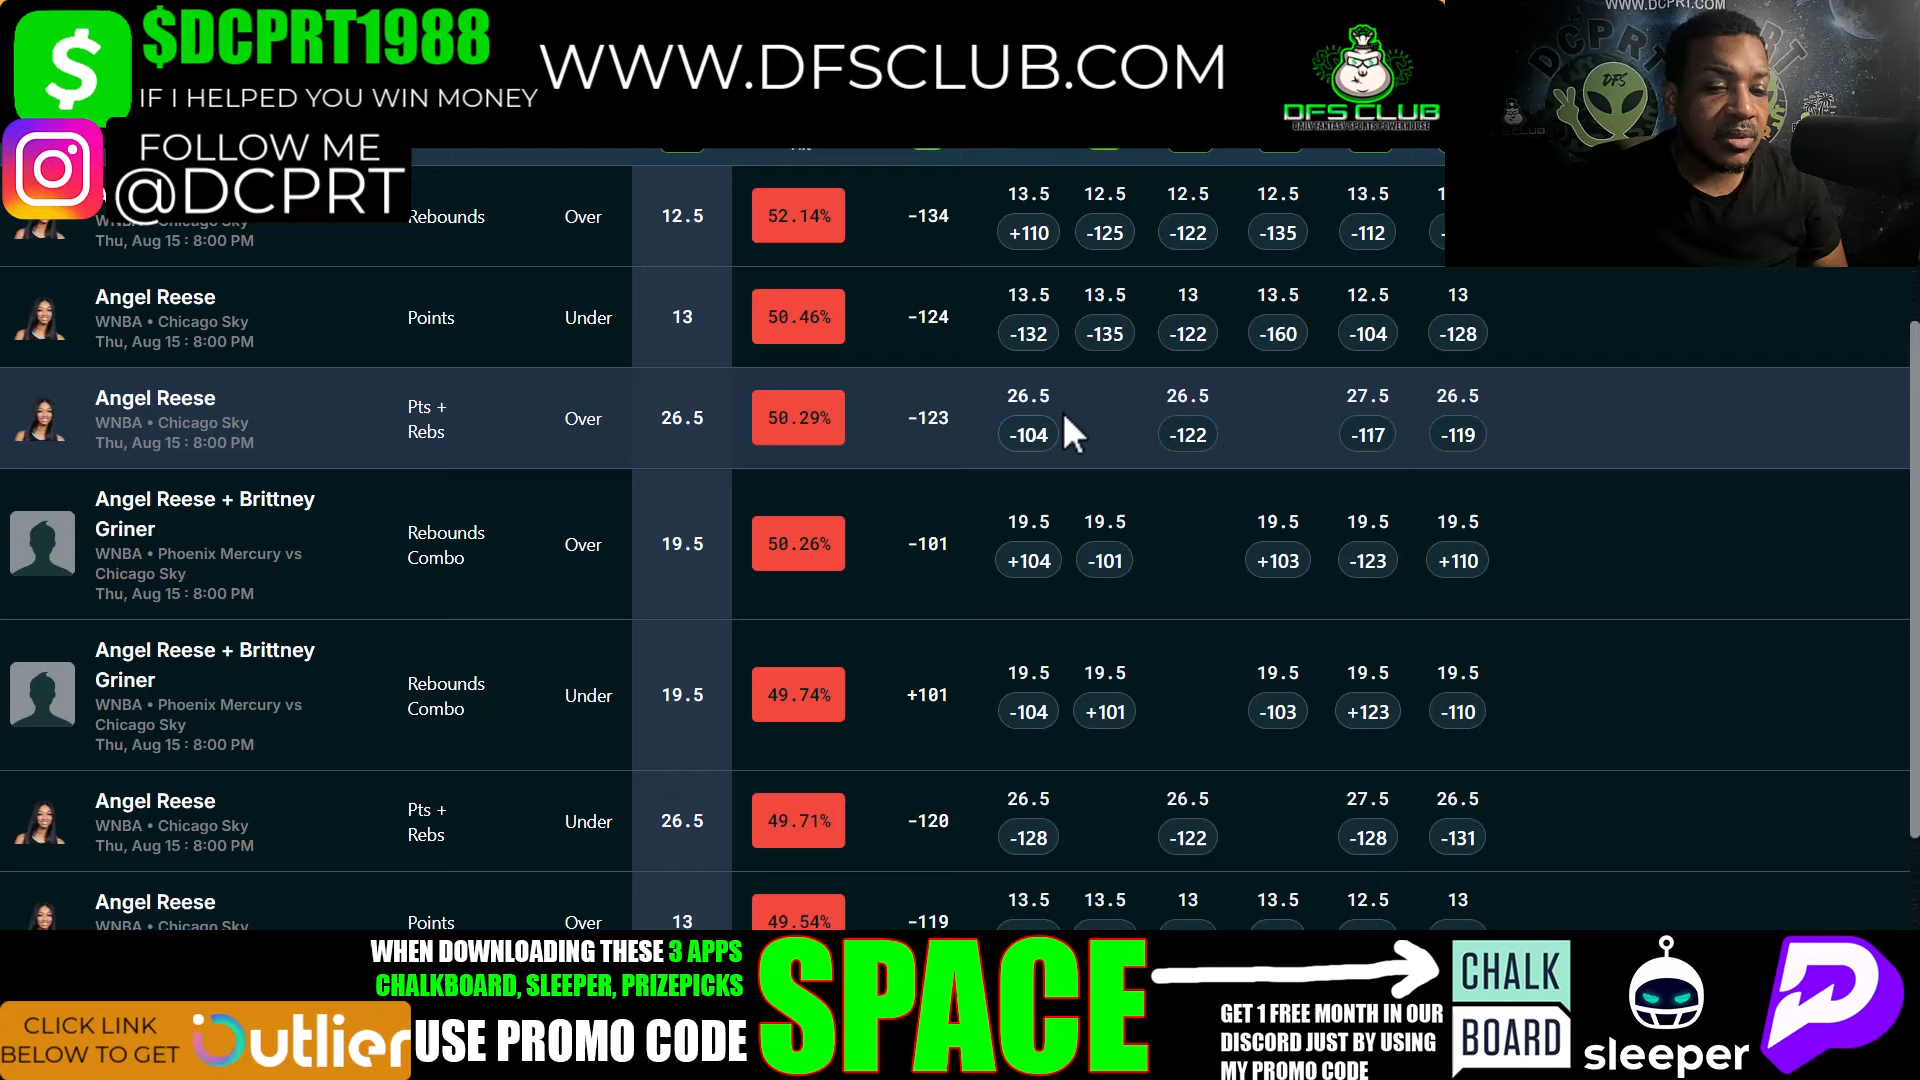 $DCPRT1988
IF I HELPED YOU WIN MONEY
WWW.DFSCLUB.COM
DFS CLUB
DAILY FANTASY SPORTS POWERHOUSE
WWW.DCPRT.COM
DCPRT
DFS
FOLLOW ME
@DCPRT
Thu, Aug 15 : 8:00 PM
Rebounds
Over
12.5
52.14%
-134
13.5 12.5 12.5 12.5 13.5
+110 -125 -122 -135 -112
Angel Reese
WNBA • Chicago Sky
Thu, Aug 15 : 8:00 PM
Points
Under
13
50.46%
-124
13.5 13.5 13 13.5 12.5 13
-132 -135 -122 -160 -104 -128
Angel Reese
WNBA • Chicago Sky
Thu, Aug 15 : 8:00 PM
Pts +
Rebs
Over
26.5
50.29%
-123
26.5 26.5 27.5 26.5
-104 -122 -117 -119
Angel Reese + Brittney
Griner
WNBA • Phoenix Mercury vs
Chicago Sky
Thu, Aug 15 : 8:00 PM
Rebounds
Combo
Over
19.5
50.26%
-101
19.5 19.5 19.5 19.5 19.5
+104 -101 +103 -123 +110
Angel Reese + Brittney
Griner
WNBA • Phoenix Mercury vs
Chicago Sky
Thu, Aug 15 : 8:00 PM
Rebounds
Combo
Under
19.5
49.74%
+101
19.5 19.5 19.5 19.5 19.5
-104 +101 -103 +123 -110
Angel Reese
WNBA • Chicago Sky
Thu, Aug 15 : 8:00 PM
Pts +
Rebs
Under
26.5
49.71%
-120
26.5 26.5 27.5 26.5
-128 -122 -128 -131
Angel Reese
WNBA • Chicago Sky
Points
Over
13
49.54%
-119
13.5 13.5 13 13.5 12.5 13
WHEN DOWNLOADING THESE 3 APPS
CHALKBOARD, SLEEPER, PRIZEPICKS
USE PROMO CODE
SPACE
CLICK LINK
BELOW TO GET
Outlier
GET 1 FREE MONTH IN OUR
DISCORD JUST BY USING
MY PROMO CODE
CHALK
BOARD
sleeper